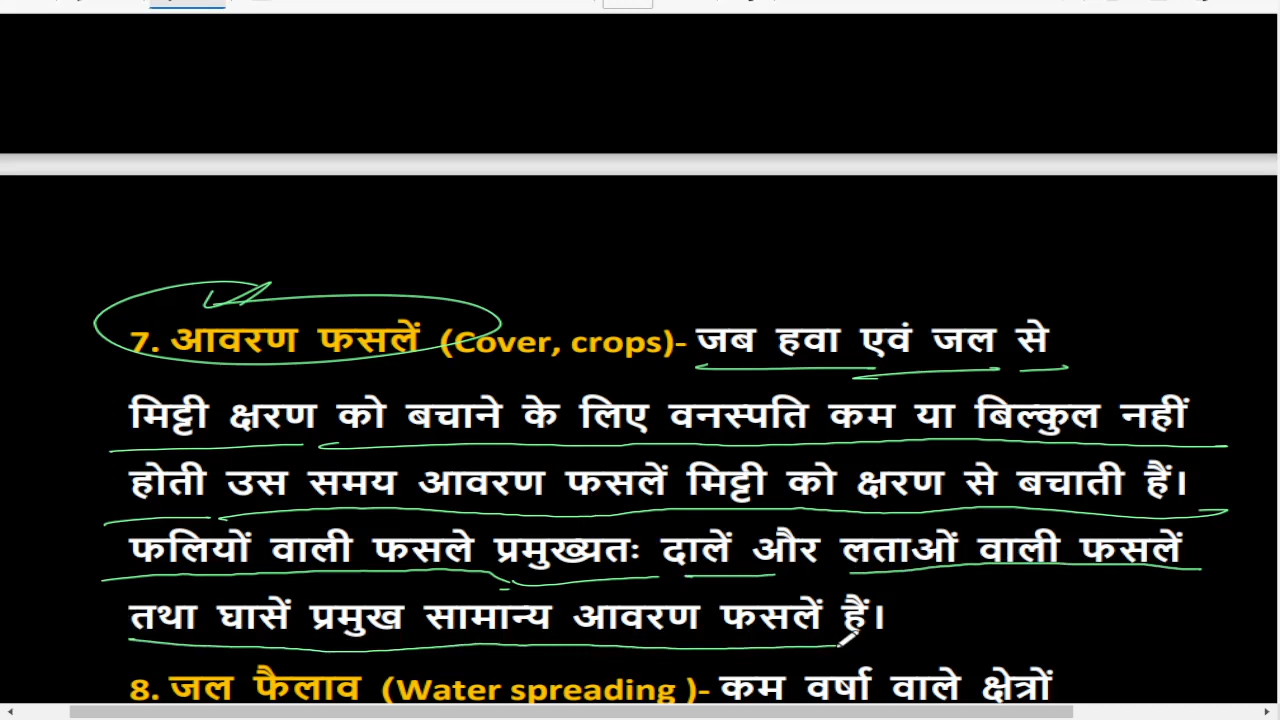 7. आवरण फसलें (Cover, crops)- जब हवा एवं जल से
मिट्टी क्षरण को बचाने के लिए वनस्पति कम या बिल्कुल नहीं
होती उस समय आवरण फसलें मिट्टी को क्षरण से बचाती हैं।
फलियों वाली फसले प्रमुख्यतः दालें और लताओं वाली फसलें
तथा घासें प्रमुख सामान्य आवरण फसलें हैं।
8. जल फैलाव (Water spreading )- कम वर्षा वाले क्षेत्रों